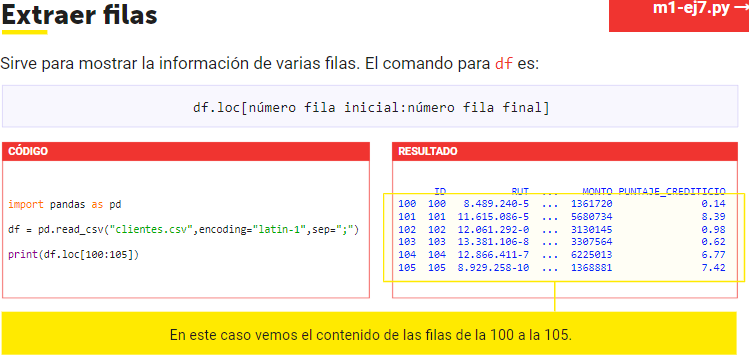 Extraer filas
m1-ej7.py →
Sirve para mostrar la información de varias filas. El comando para df es:
df.loc[número fila inicial:número fila final]
CÓDIGO
import pandas as pd
df = pd.read_csv("clientes.csv",encoding="latin-1",sep=";")
print(df.loc[100:105])
RESULTADO
ID RUT ... MONTO PUNTAJE_CREDITICIO
100 100 8.489.240-5 ... 1361720 0.14
101 101 11.615.086-5 ... 5680734 8.39
102 102 12.061.292-0 ... 3130145 0.98
103 103 13.381.106-8 ... 3307564 0.62
104 104 12.866.411-7 ... 6225013 6.77
105 105 8.929.258-10 ... 1368881 7.42
En este caso vemos el contenido de las filas de la 100 a la 105.